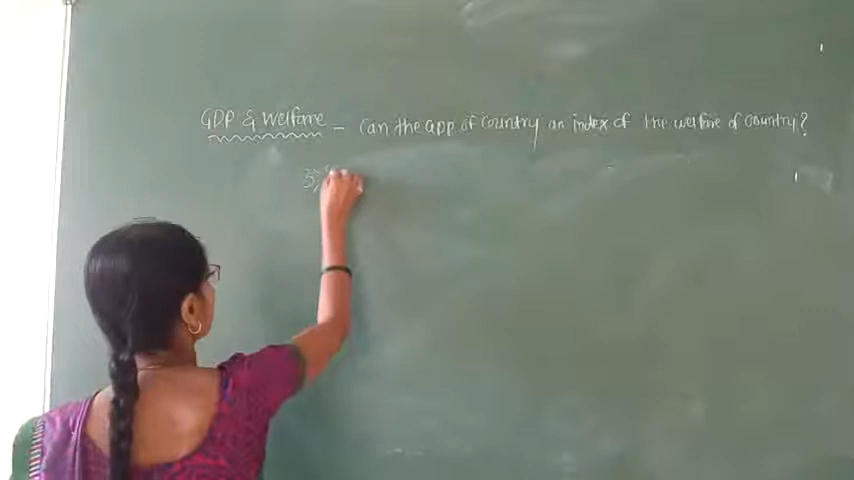 GDP & Welfare – Can the GDP of Country an index of the welfare of Country?